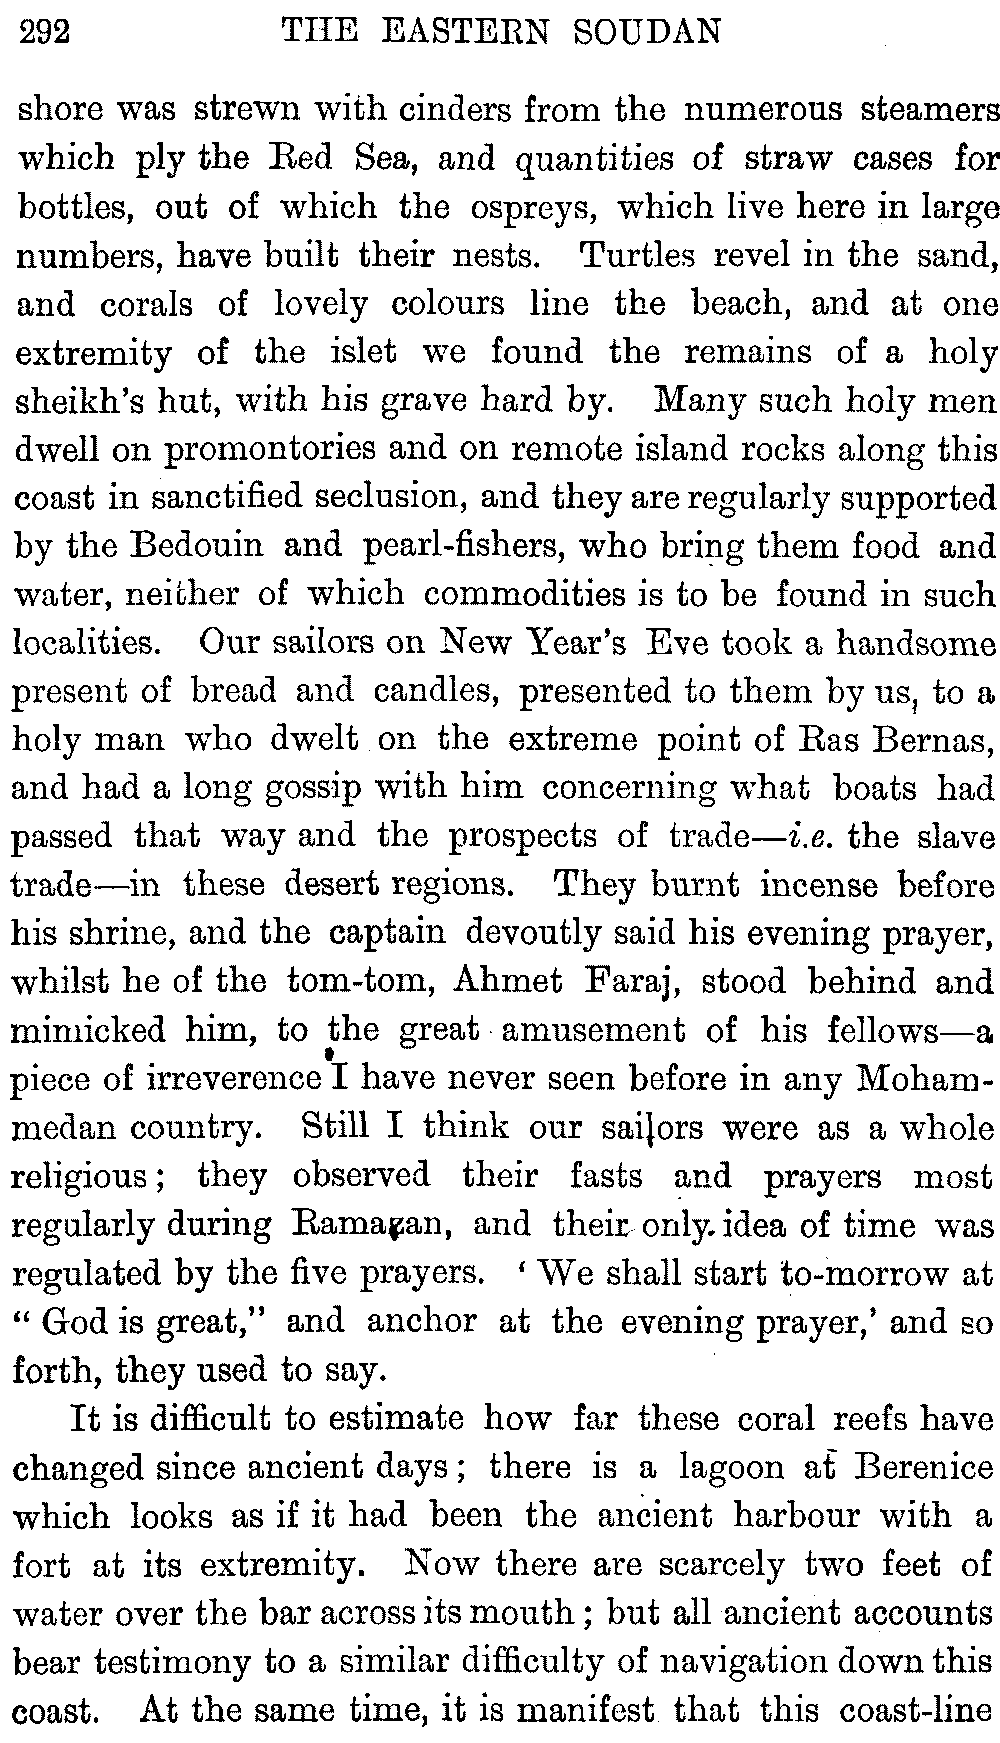 292 THE EASTERN SOUDAN
shore was strewn with cinders from the numerous steamers
which ply the Red Sea, and quantities of straw cases for
bottles, out of which the ospreys, which live here in large
numbers, have built their nests. Turtles revel in the sand,
and corals of lovely colours line the beach, and at one
extremity of the islet we found the remains of a holy
sheikh's hut, with his grave hard by. Many such holy men
dwell on promontories and on remote island rocks along this
coast in sanctified seclusion, and they are regularly supported
by the Bedouin and pearl-fishers, who bring them food and
water, neither of which commodities is to be found in such
localities. Our sailors on New Year's Eve took a handsome
present of bread and candles, presented to them by us, to a
holy man who dwelt on the extreme point of Ras Bernas,
and had a long gossip with him concerning what boats had
passed that way and the prospects of trade—i.e. the slave
trade—in these desert regions. They burnt incense before
his shrine, and the captain devoutly said his evening prayer,
whilst he of the tom-tom, Ahmet Faraj, stood behind and
mimicked him, to the great amusement of his fellows—a
piece of irreverence I have never seen before in any Moham-
medan country. Still I think our sailors were as a whole
religious; they observed their fasts and prayers most
regularly during Ramazan, and their only idea of time was
regulated by the five prayers. 'We shall start to-morrow at
"God is great," and anchor at the evening prayer,' and so
forth, they used to say.
It is difficult to estimate how far these coral reefs have
changed since ancient days; there is a lagoon at Berenice
which looks as if it had been the ancient harbour with a
fort at its extremity. Now there are scarcely two feet of
water over the bar across its mouth; but all ancient accounts
bear testimony to a similar difficulty of navigation down this
coast. At the same time, it is manifest that this coast-line